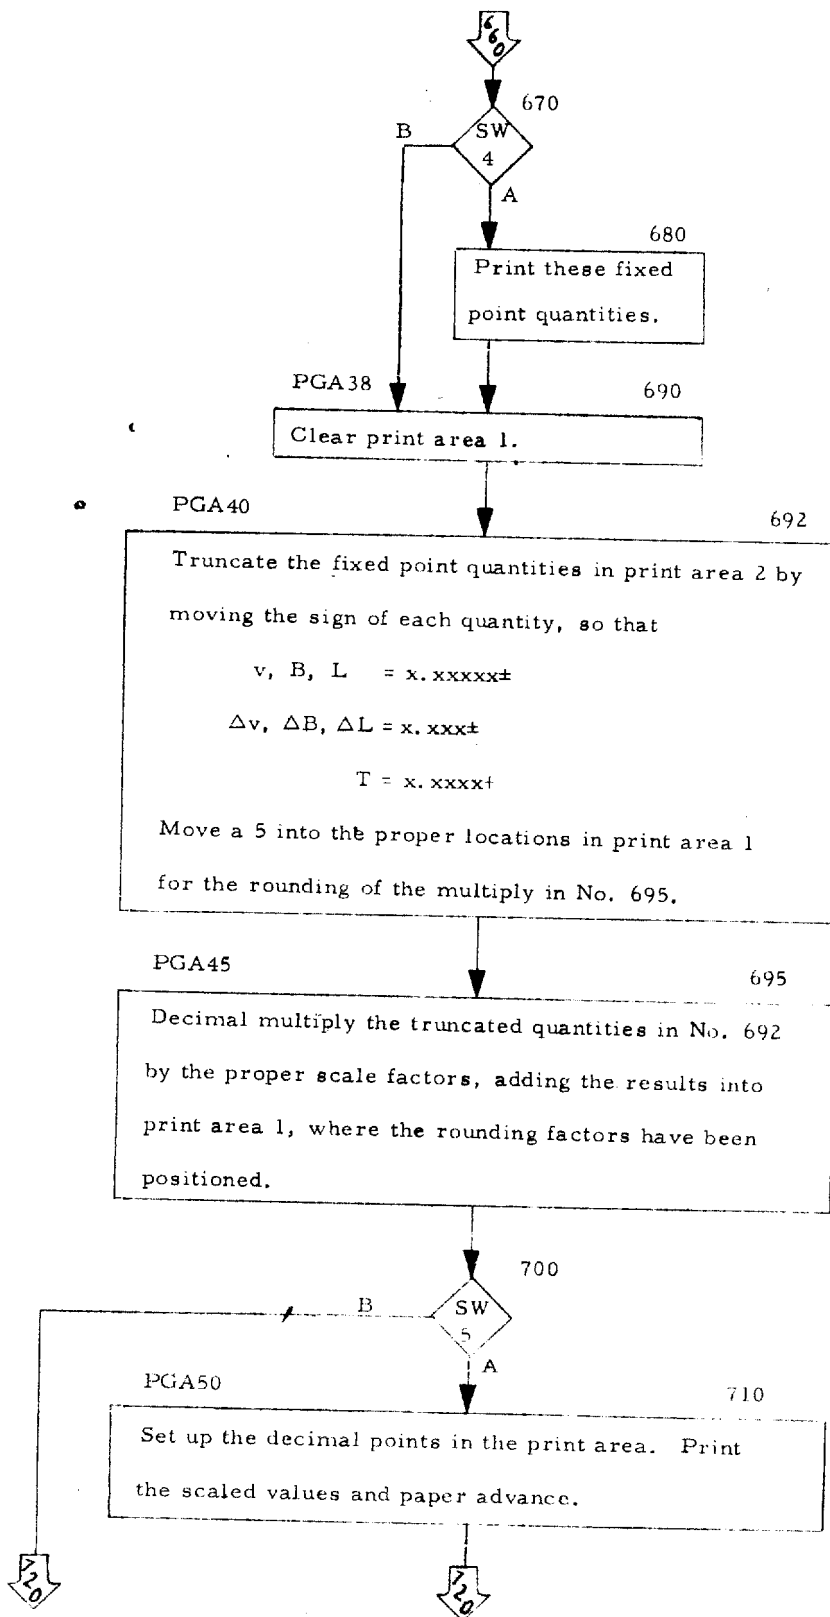 660
670
B
SW
4
A
680
Print these fixed
point quantities.
PGA38
690
Clear print area 1.
PGA40
692
Truncate the fixed point quantities in print area 2 by
moving the sign of each quantity, so that
v, B, L = x.xxxxx±
Δv, ΔB, ΔL = x.xxx±
T = x.xxxx+
Move a 5 into the proper locations in print area 1
for the rounding of the multiply in No. 695.
PGA45
695
Decimal multiply the truncated quantities in No. 692
by the proper scale factors, adding the results into
print area 1, where the rounding factors have been
positioned.
700
B
SW
5
A
PGA50
710
Set up the decimal points in the print area. Print
the scaled values and paper advance.
720
720